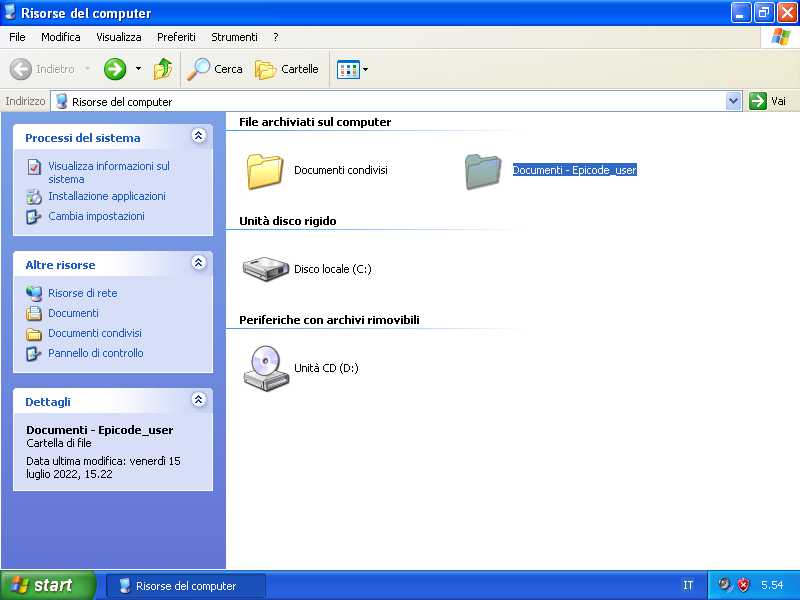 Risorse del computer
File Modifica Visualizza Preferiti Strumenti ?
Indietro Cerca Cartelle
Indirizzo Risorse del computer Vai
Processi del sistema
Visualizza informazioni sul
sistema
Installazione applicazioni
Cambia impostazioni
Altre risorse
Risorse di rete
Documenti
Documenti condivisi
Pannello di controllo
Dettagli
Documenti - Epicode_user
Cartella di file
Data ultima modifica: venerdì 15
luglio 2022, 15.22
File archiviati sul computer
Documenti condivisi Documenti - Epicode_user
Unità disco rigido
Disco locale (C:)
Periferiche con archivi rimovibili
Unità CD (D:)
start Risorse del computer IT 5.54